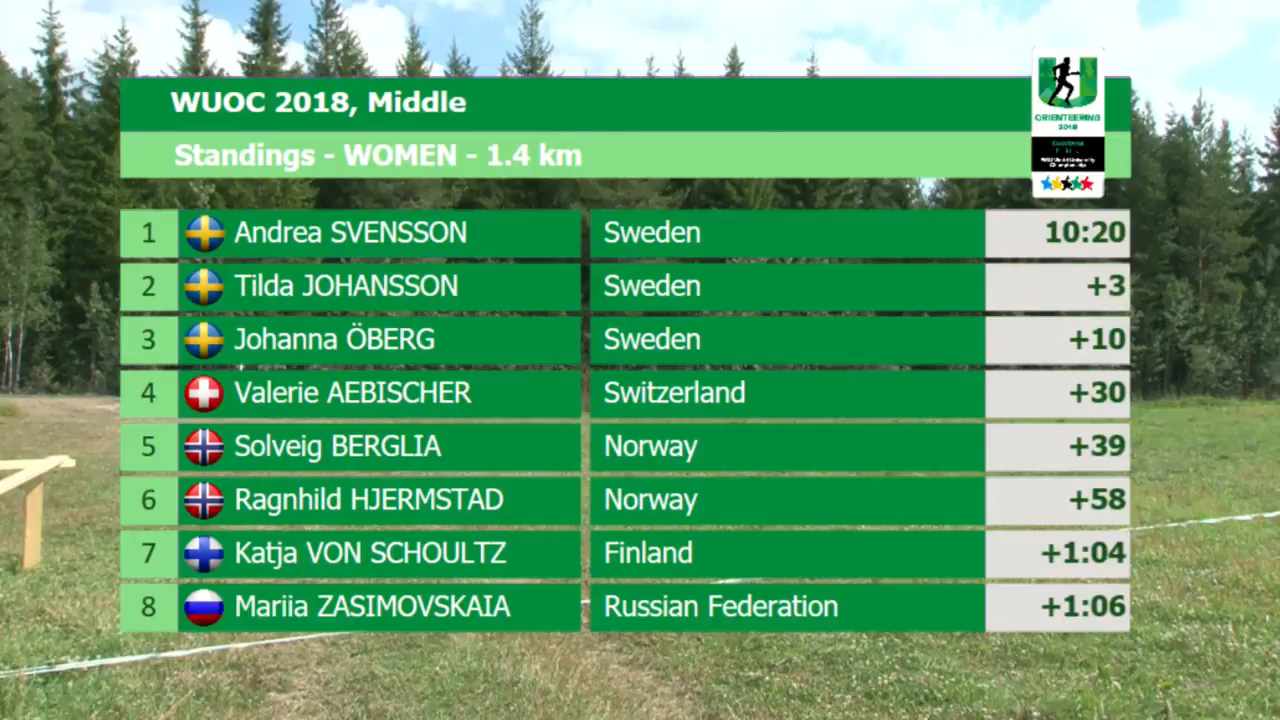 WUOC 2018, Middle
Standings - WOMEN - 1.4 km
ORIENTEERING
2018
1 Andrea SVENSSON Sweden 10:20
2 Tilda JOHANSSON Sweden +3
3 Johanna ÖBERG Sweden +10
4 Valerie AEBISCHER Switzerland +30
5 Solveig BERGLIA Norway +39
6 Ragnhild HJERMSTAD Norway +58
7 Katja VON SCHOULTZ Finland +1:04
8 Mariia ZASIMOVSKAIA Russian Federation +1:06